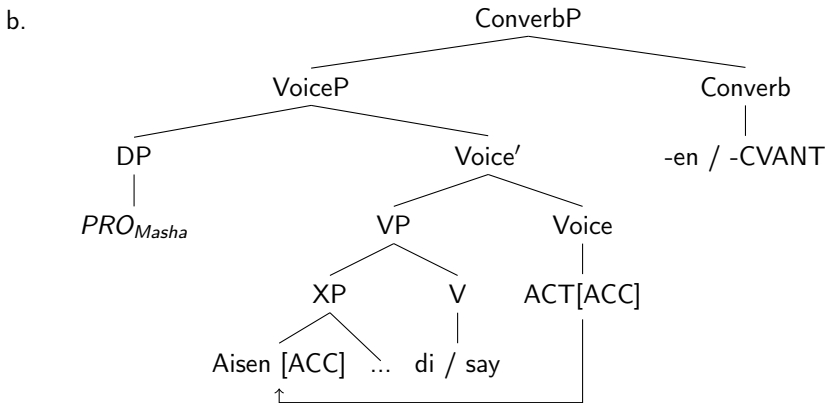 b. ConverbP
VoiceP Converb
DP Voice′ -en / -CVANT
PRO_Masha VP Voice
XP V ACT[ACC]
Aisen [ACC] ... di / say